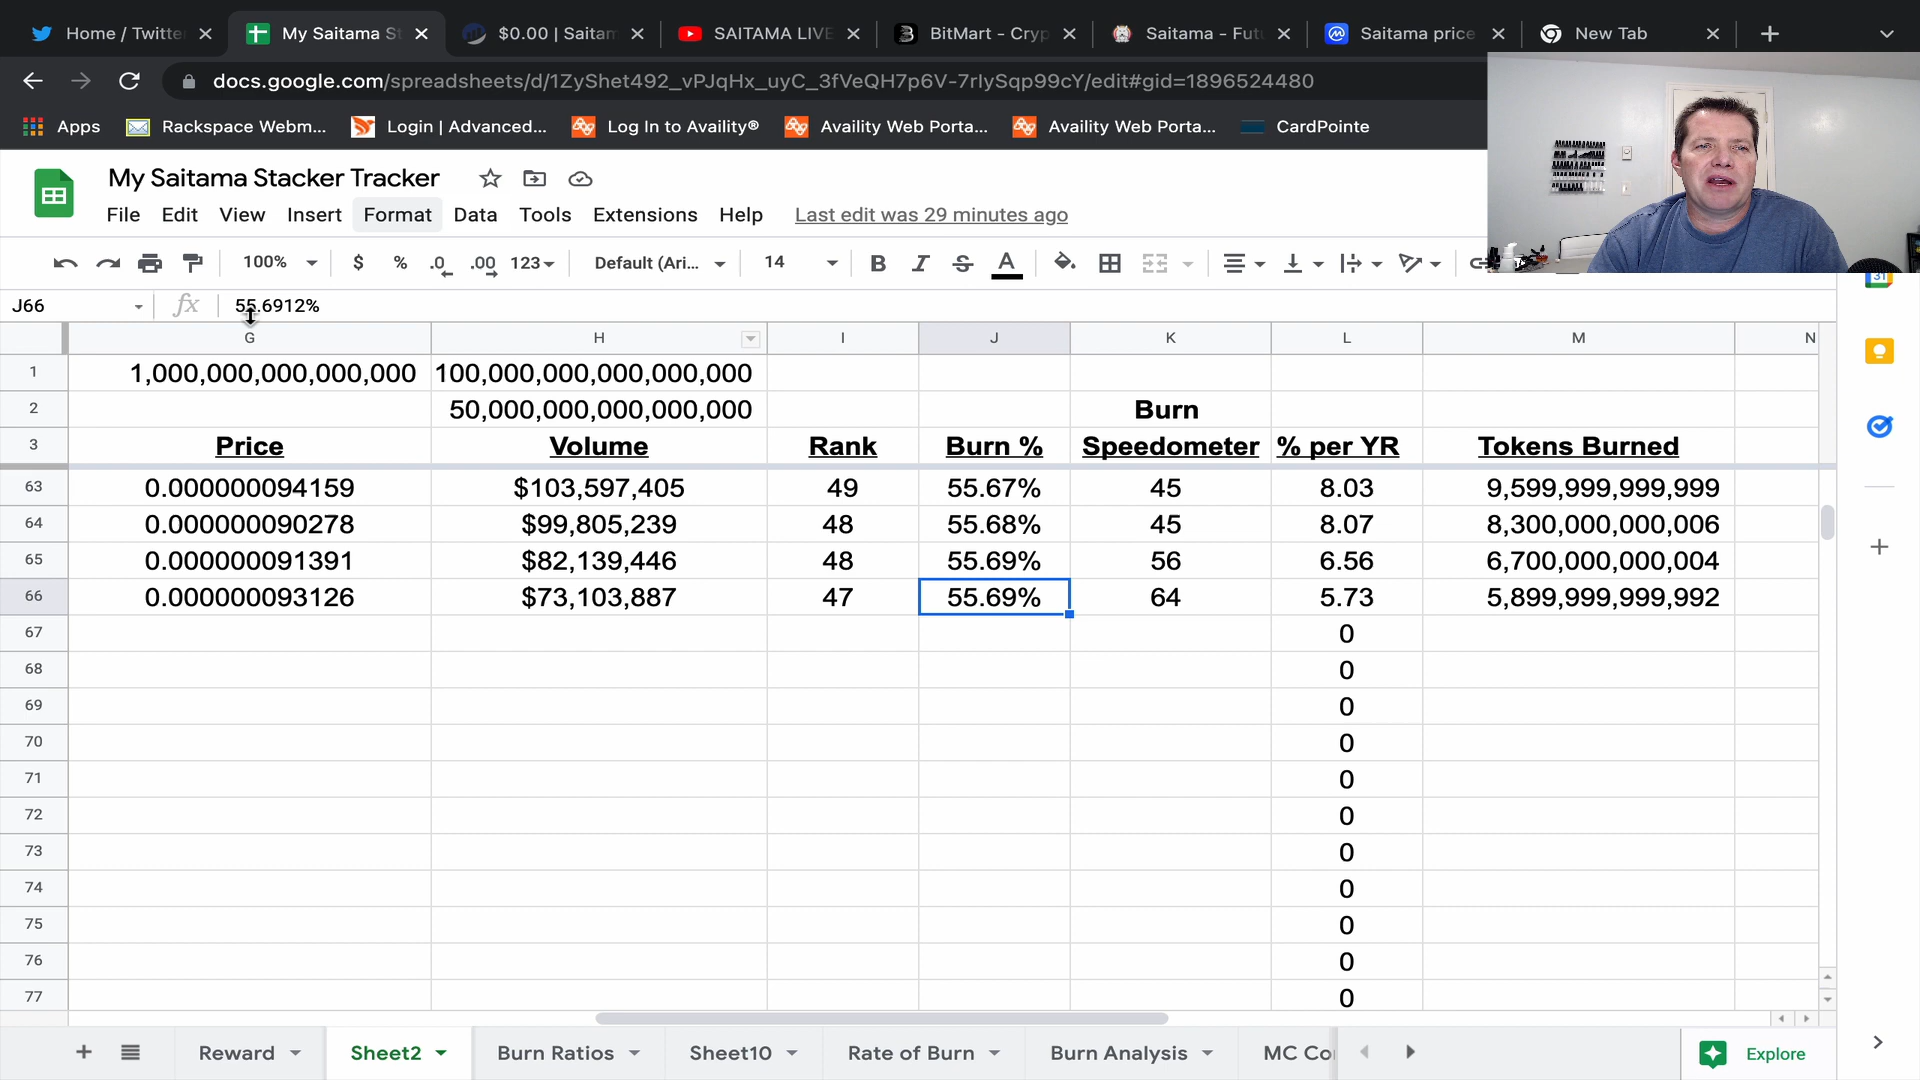 Home / Twitte
My Saitama S
$0.00 | Saitam
SAITAMA LIVE
BitMart - Cryp
Saitama - Futu
Saitama price
New Tab
docs.google.com/spreadsheets/d/1ZyShet492_vPJqHx_uyC_3fVeQH7p6V-7rIySqp99cY/edit#gid=1896524480
Apps
Rackspace Webm...
Login | Advanced...
Log In to Availity®
Availity Web Porta...
Availity Web Porta...
CardPointe
My Saitama Stacker Tracker
File Edit View Insert Format Data Tools Extensions Help Last edit was 29 minutes ago
100% $ % .0 .00 123 Default (Ari... 14 B I S A
J66 fx 55.6912%
G H I J K L M N
1 1,000,000,000,000,000 100,000,000,000,000,000
2 50,000,000,000,000,000 Burn
3 Price Volume Rank Burn % Speedometer % per YR Tokens Burned
63 0.000000094159 $103,597,405 49 55.67% 45 8.03 9,599,999,999,999
64 0.000000090278 $99,805,239 48 55.68% 45 8.07 8,300,000,000,006
65 0.000000091391 $82,139,446 48 55.69% 56 6.56 6,700,000,000,004
66 0.000000093126 $73,103,887 47 55.69% 64 5.73 5,899,999,999,992
67 0
68 0
69 0
70 0
71 0
72 0
73 0
74 0
75 0
76 0
77 0
31
Reward Sheet2 Burn Ratios Sheet10 Rate of Burn Burn Analysis MC Co Explore